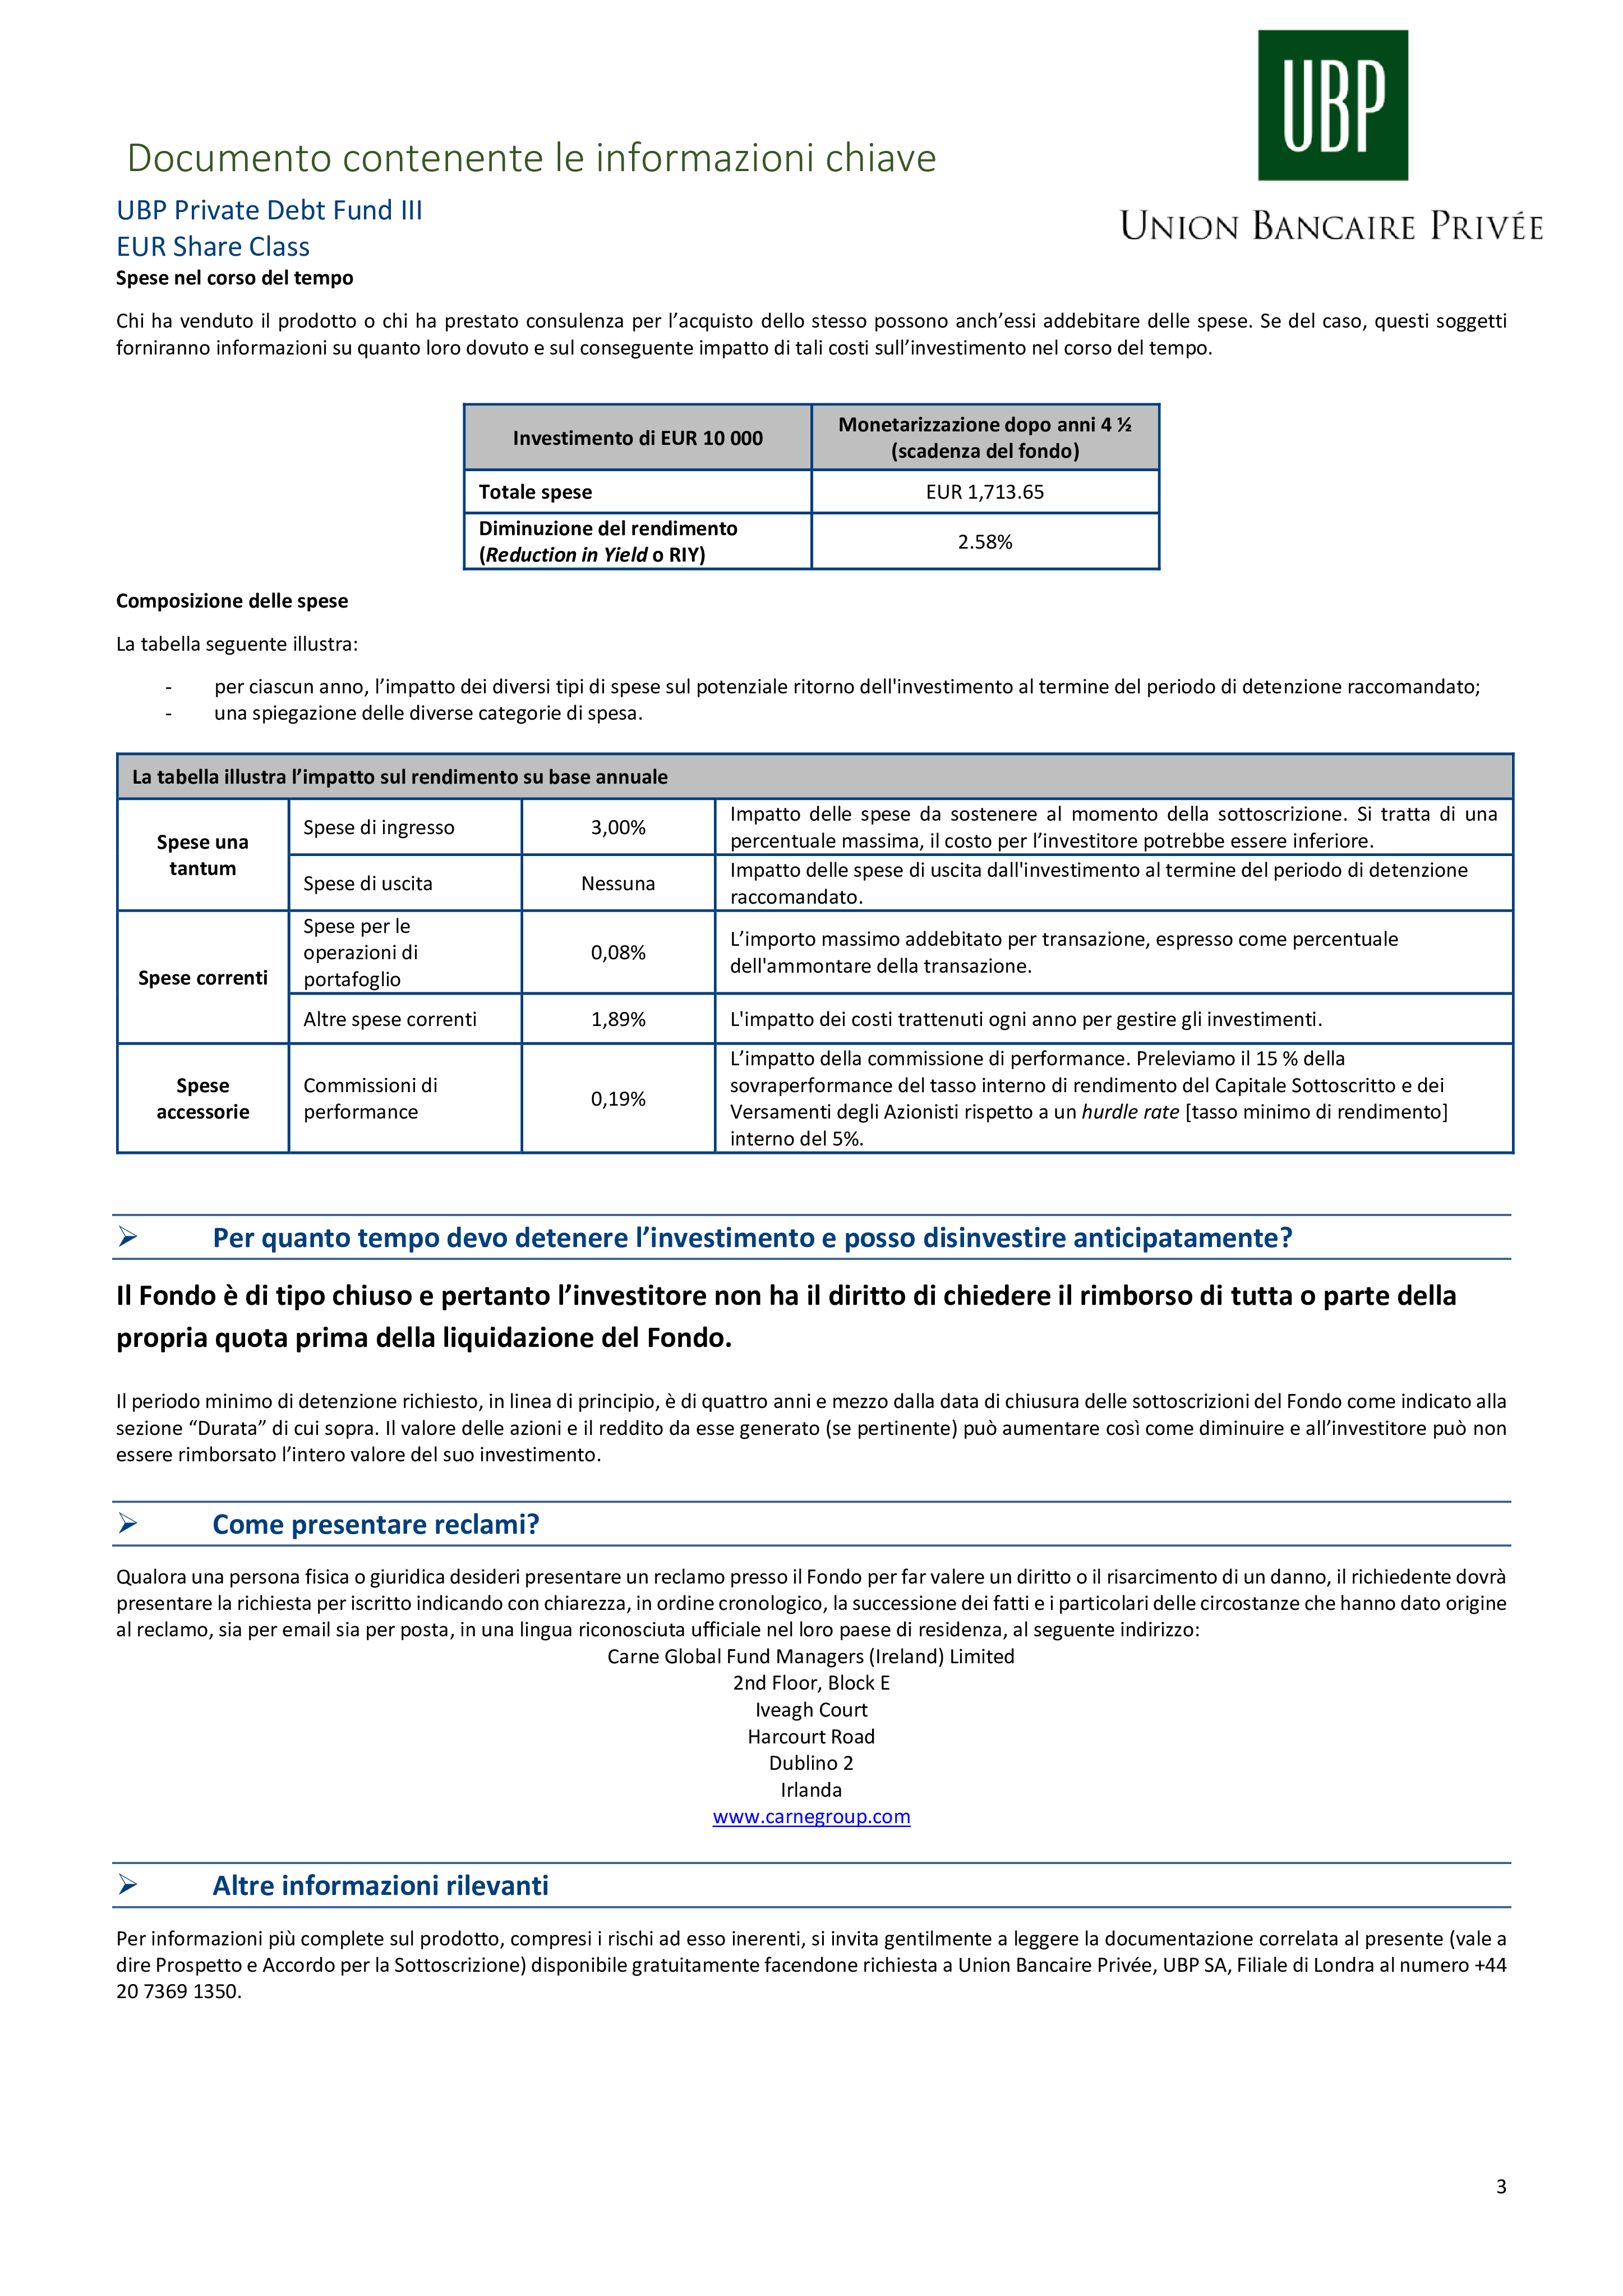 UBP
UNION BANCAIRE PRIVÉE
Documento contenente le informazioni chiave
UBP Private Debt Fund III
EUR Share Class
Spese nel corso del tempo
Chi ha venduto il prodotto o chi ha prestato consulenza per l’acquisto dello stesso possono anch’essi addebitare delle spese. Se del caso, questi soggetti
forniranno informazioni su quanto loro dovuto e sul conseguente impatto di tali costi sull’investimento nel corso del tempo.
Investimento di EUR 10 000
Monetarizzazione dopo anni 4 ½
(scadenza del fondo)
Totale spese
EUR 1,713.65
Diminuzione del rendimento
(Reduction in Yield o RIY)
2.58%
Composizione delle spese
La tabella seguente illustra:
- per ciascun anno, l’impatto dei diversi tipi di spese sul potenziale ritorno dell'investimento al termine del periodo di detenzione raccomandato;
- una spiegazione delle diverse categorie di spesa.
La tabella illustra l’impatto sul rendimento su base annuale
Spese una
tantum
Spese di ingresso
3,00%
Impatto delle spese da sostenere al momento della sottoscrizione. Si tratta di una
percentuale massima, il costo per l’investitore potrebbe essere inferiore.
Spese di uscita
Nessuna
Impatto delle spese di uscita dall'investimento al termine del periodo di detenzione
raccomandato.
Spese correnti
Spese per le
operazioni di
portafoglio
0,08%
L’importo massimo addebitato per transazione, espresso come percentuale
dell'ammontare della transazione.
Altre spese correnti
1,89%
L'impatto dei costi trattenuti ogni anno per gestire gli investimenti.
Spese
accessorie
Commissioni di
performance
0,19%
L’impatto della commissione di performance. Preleviamo il 15 % della
sovraperformance del tasso interno di rendimento del Capitale Sottoscritto e dei
Versamenti degli Azionisti rispetto a un hurdle rate [tasso minimo di rendimento]
interno del 5%.
Per quanto tempo devo detenere l’investimento e posso disinvestire anticipatamente?
Il Fondo è di tipo chiuso e pertanto l’investitore non ha il diritto di chiedere il rimborso di tutta o parte della
propria quota prima della liquidazione del Fondo.
Il periodo minimo di detenzione richiesto, in linea di principio, è di quattro anni e mezzo dalla data di chiusura delle sottoscrizioni del Fondo come indicato alla
sezione “Durata” di cui sopra. Il valore delle azioni e il reddito da esse generato (se pertinente) può aumentare così come diminuire e all’investitore può non
essere rimborsato l’intero valore del suo investimento.
Come presentare reclami?
Qualora una persona fisica o giuridica desideri presentare un reclamo presso il Fondo per far valere un diritto o il risarcimento di un danno, il richiedente dovrà
presentare la richiesta per iscritto indicando con chiarezza, in ordine cronologico, la successione dei fatti e i particolari delle circostanze che hanno dato origine
al reclamo, sia per email sia per posta, in una lingua riconosciuta ufficiale nel loro paese di residenza, al seguente indirizzo:
Carne Global Fund Managers (Ireland) Limited
2nd Floor, Block E
Iveagh Court
Harcourt Road
Dublino 2
Irlanda
www.carnegroup.com
Altre informazioni rilevanti
Per informazioni più complete sul prodotto, compresi i rischi ad esso inerenti, si invita gentilmente a leggere la documentazione correlata al presente (vale a
dire Prospetto e Accordo per la Sottoscrizione) disponibile gratuitamente facendone richiesta a Union Bancaire Privée, UBP SA, Filiale di Londra al numero +44
20 7369 1350.
3